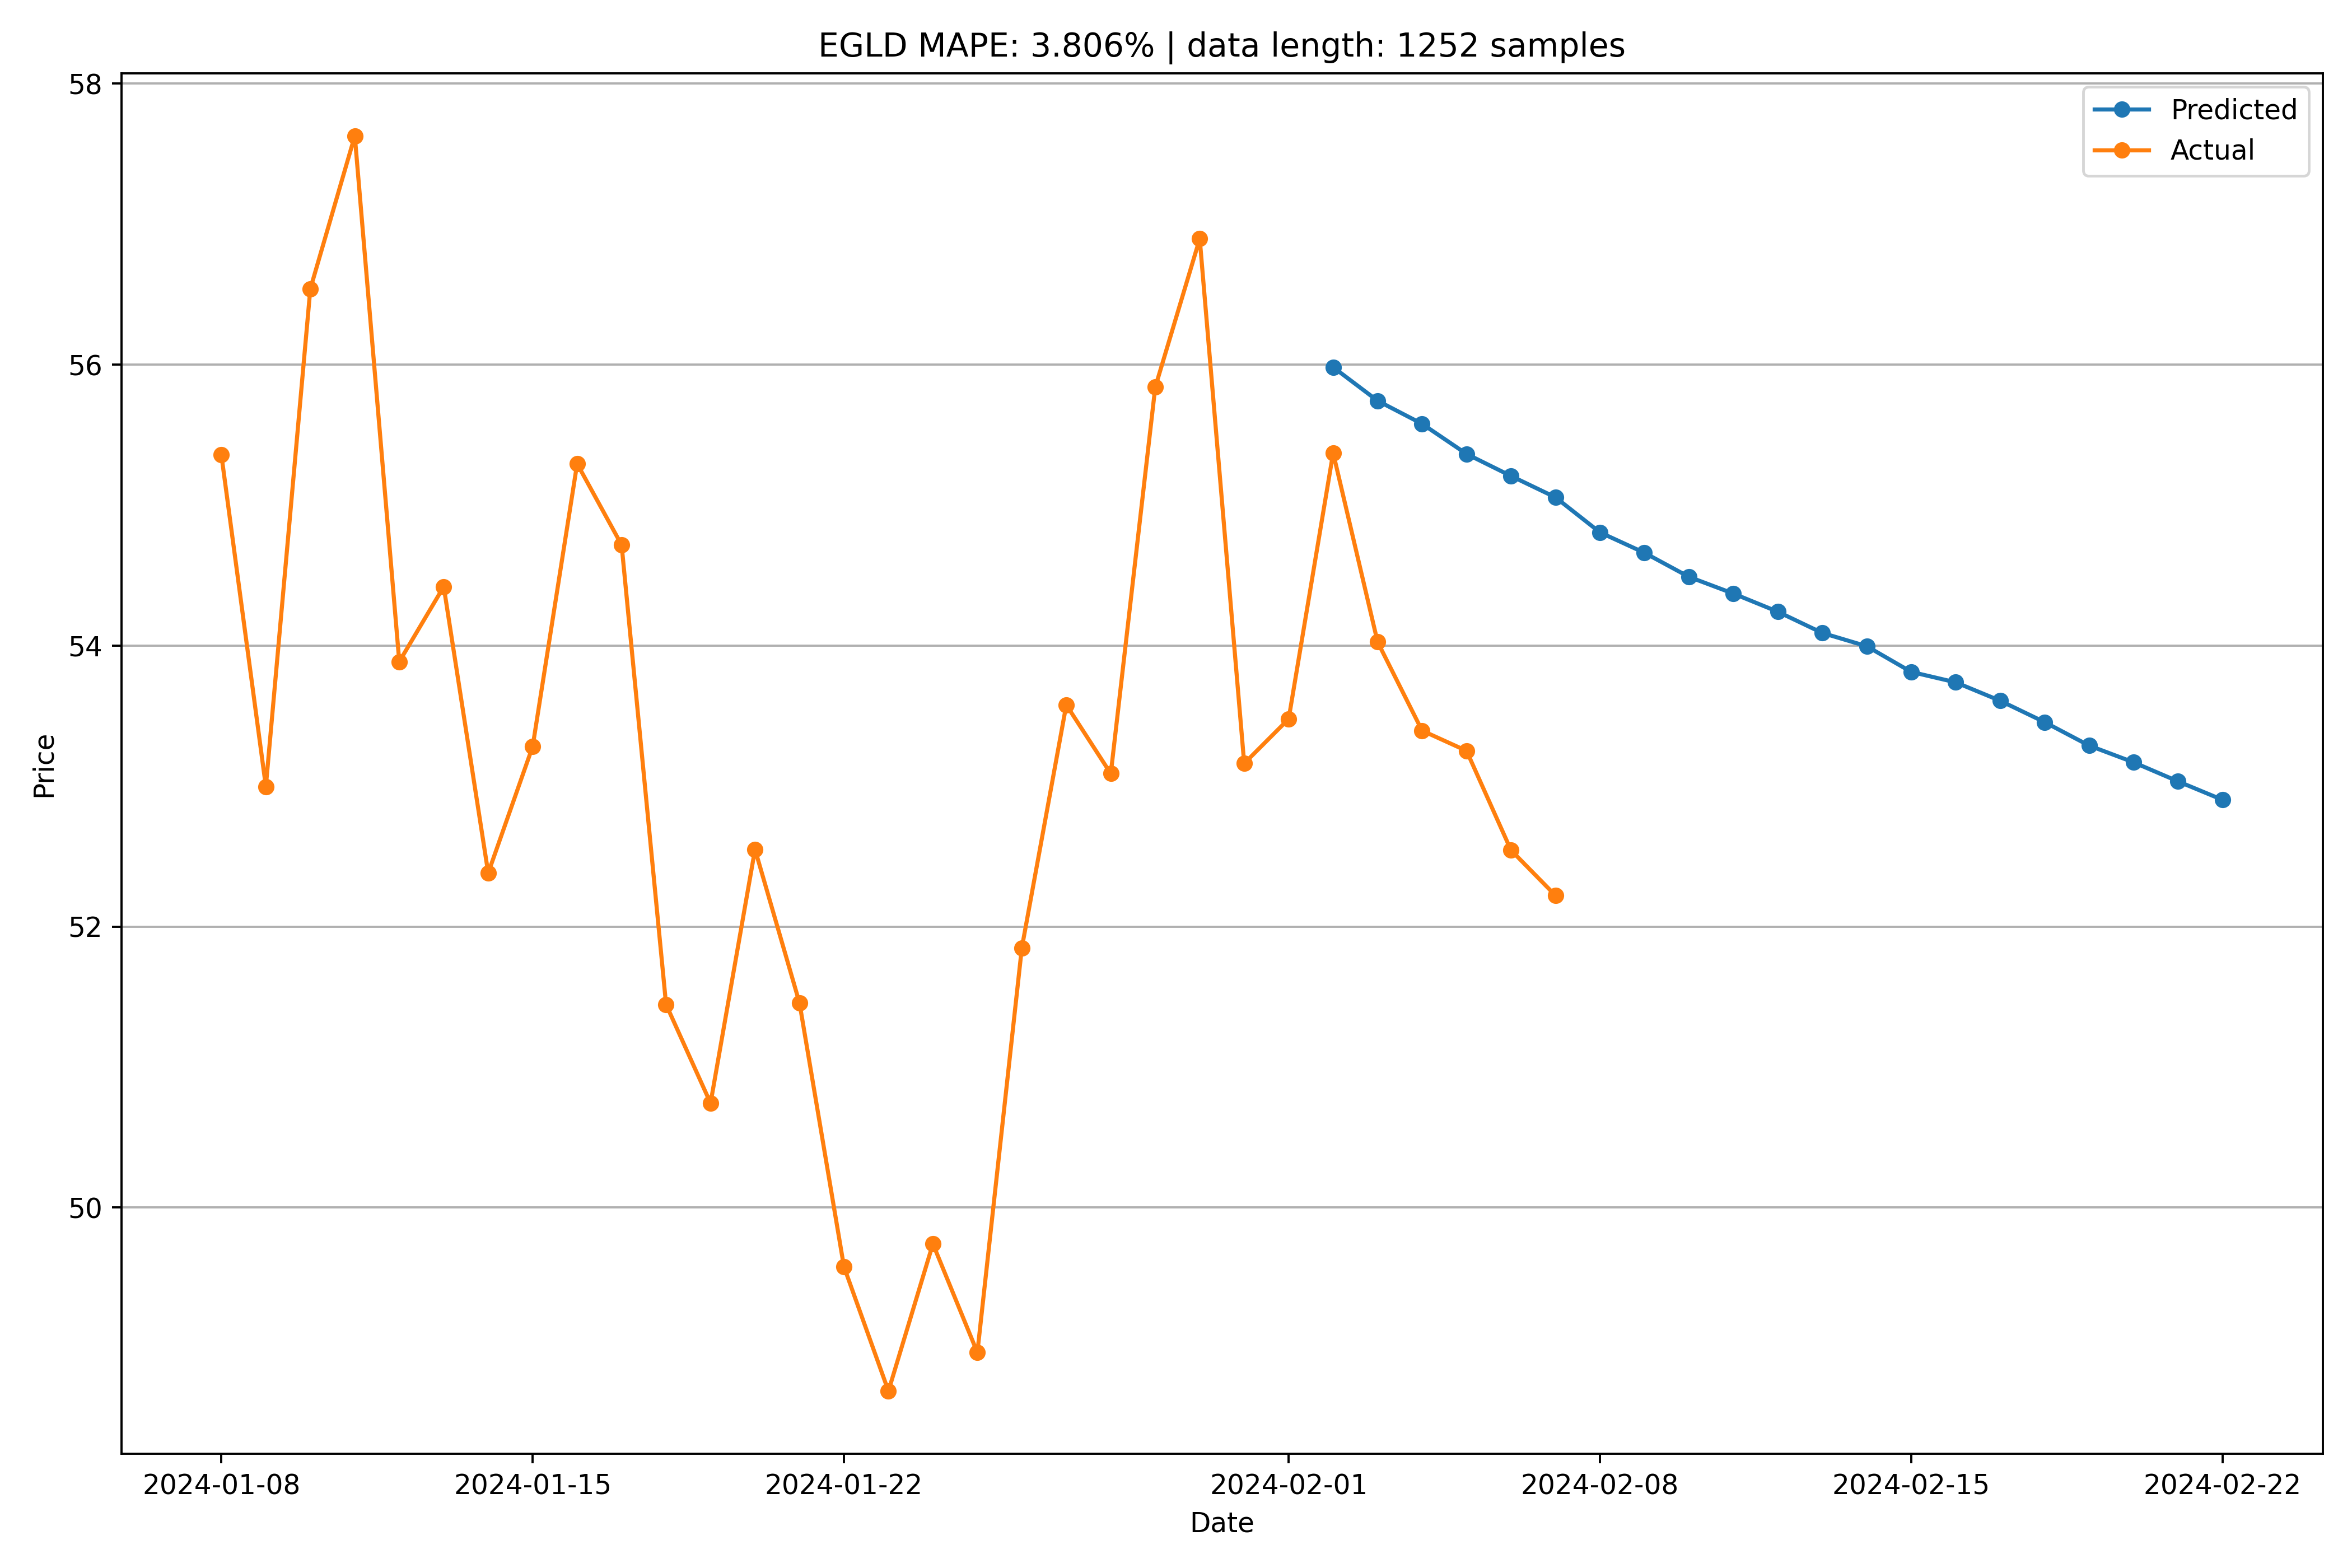 EGLD MAPE: 3.806% | data length: 1252 samples
Predicted
Actual
58
56
54
52
50
Price
2024-01-08
2024-01-15
2024-01-22
2024-02-01
2024-02-08
2024-02-15
2024-02-22
Date